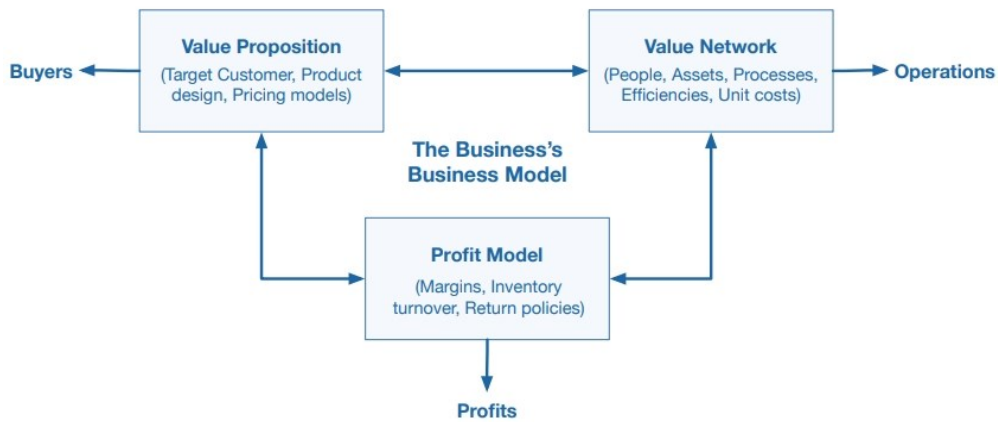 Value Proposition
(Target Customer, Product
design, Pricing models)
Value Network
(People, Assets, Processes,
Efficiencies, Unit costs)
Buyers
Operations
The Business’s
Business Model
Profit Model
(Margins, Inventory
turnover, Return policies)
Profits